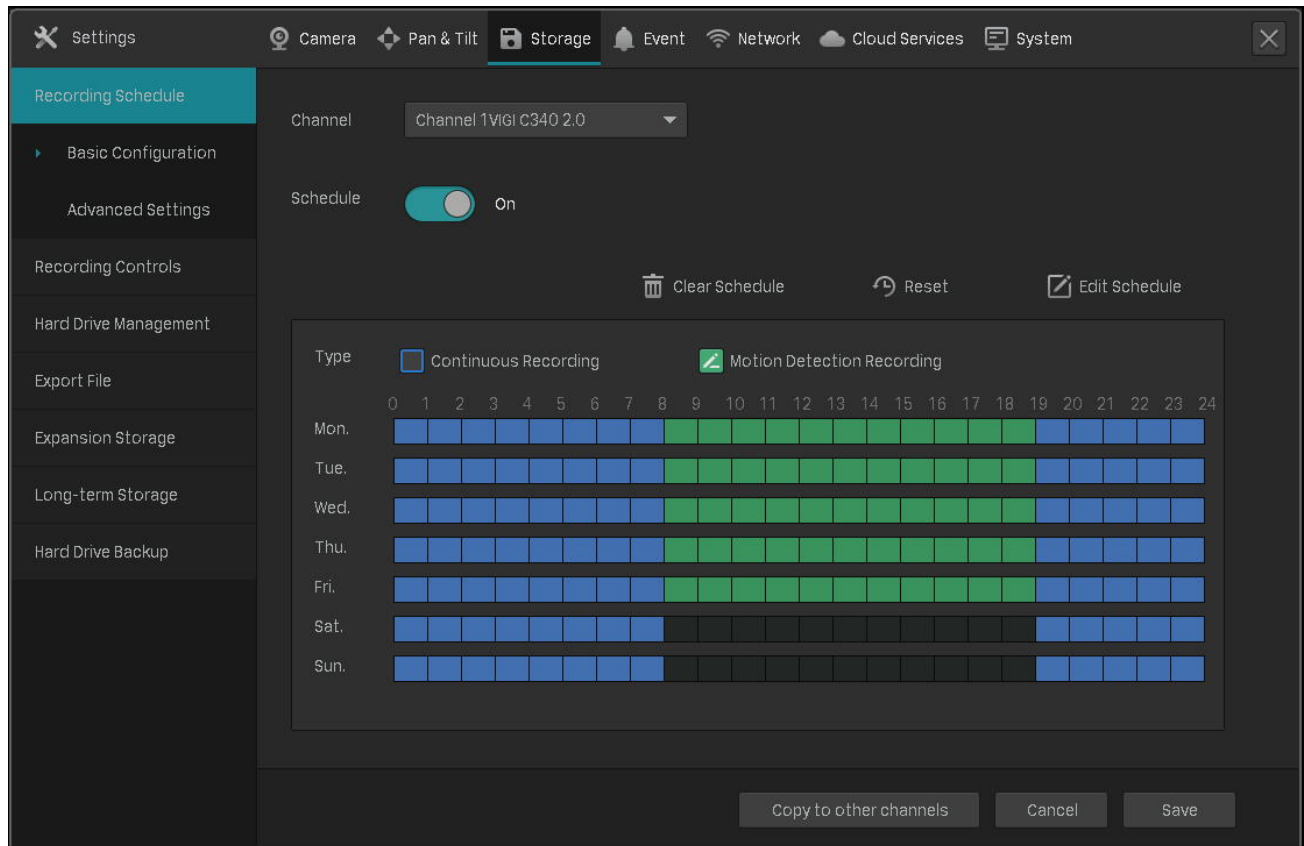 Settings Camera Pan & Tilt Storage Event Network Cloud Services System
Recording Schedule
Basic Configuration
Advanced Settings
Recording Controls
Hard Drive Management
Export File
Expansion Storage
Long-term Storage
Hard Drive Backup
Channel Channel 1 VIGI C340 2.0
Schedule On
Clear Schedule Reset Edit Schedule
Type Continuous Recording Motion Detection Recording
0 1 2 3 4 5 6 7 8 9 10 11 12 13 14 15 16 17 18 19 20 21 22 23 24
Mon.
Tue.
Wed.
Thu.
Fri.
Sat.
Sun.
Copy to other channels Cancel Save